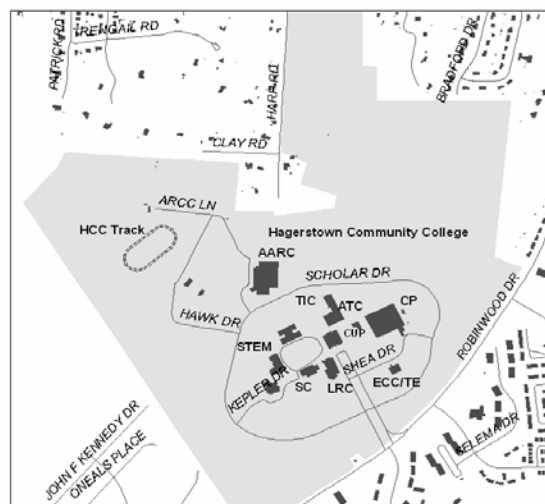 PATRICK RD
RENGAIL RD
HARP RD
BRADFORD DR
CLAY RD
ARCC LN
HCC Track
Hagerstown Community College
AARC
SCHOLAR DR
TIC
ATC
CP
HAWK DR
CUP
STEM
SHEA DR
ROBINWOOD DR
KEPLER DR
SC
LRC
ECC/TE
SELEMA DR
JOHN F KENNEDY DR
ONEALS PLACE